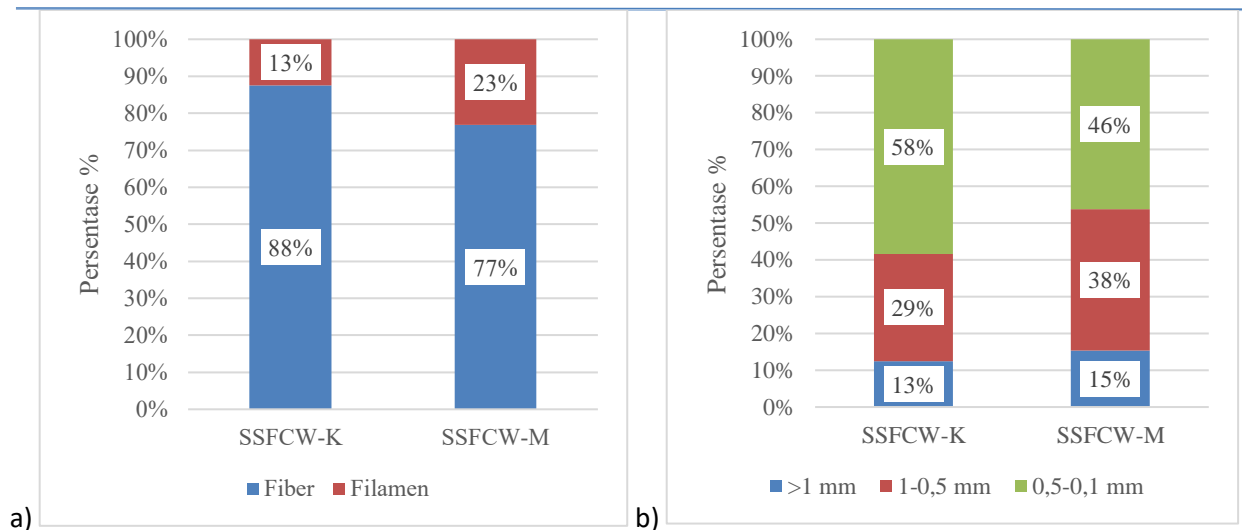 Persentase %
100%
90%
80%
70%
60%
50%
40%
30%
20%
10%
0%
13%
88%
23%
77%
SSFCW-K
SSFCW-M
Fiber
Filamen
a)
Persentase %
100%
90%
80%
70%
60%
50%
40%
30%
20%
10%
0%
58%
29%
13%
46%
38%
15%
SSFCW-K
SSFCW-M
>1 mm
1-0,5 mm
0,5-0,1 mm
b)